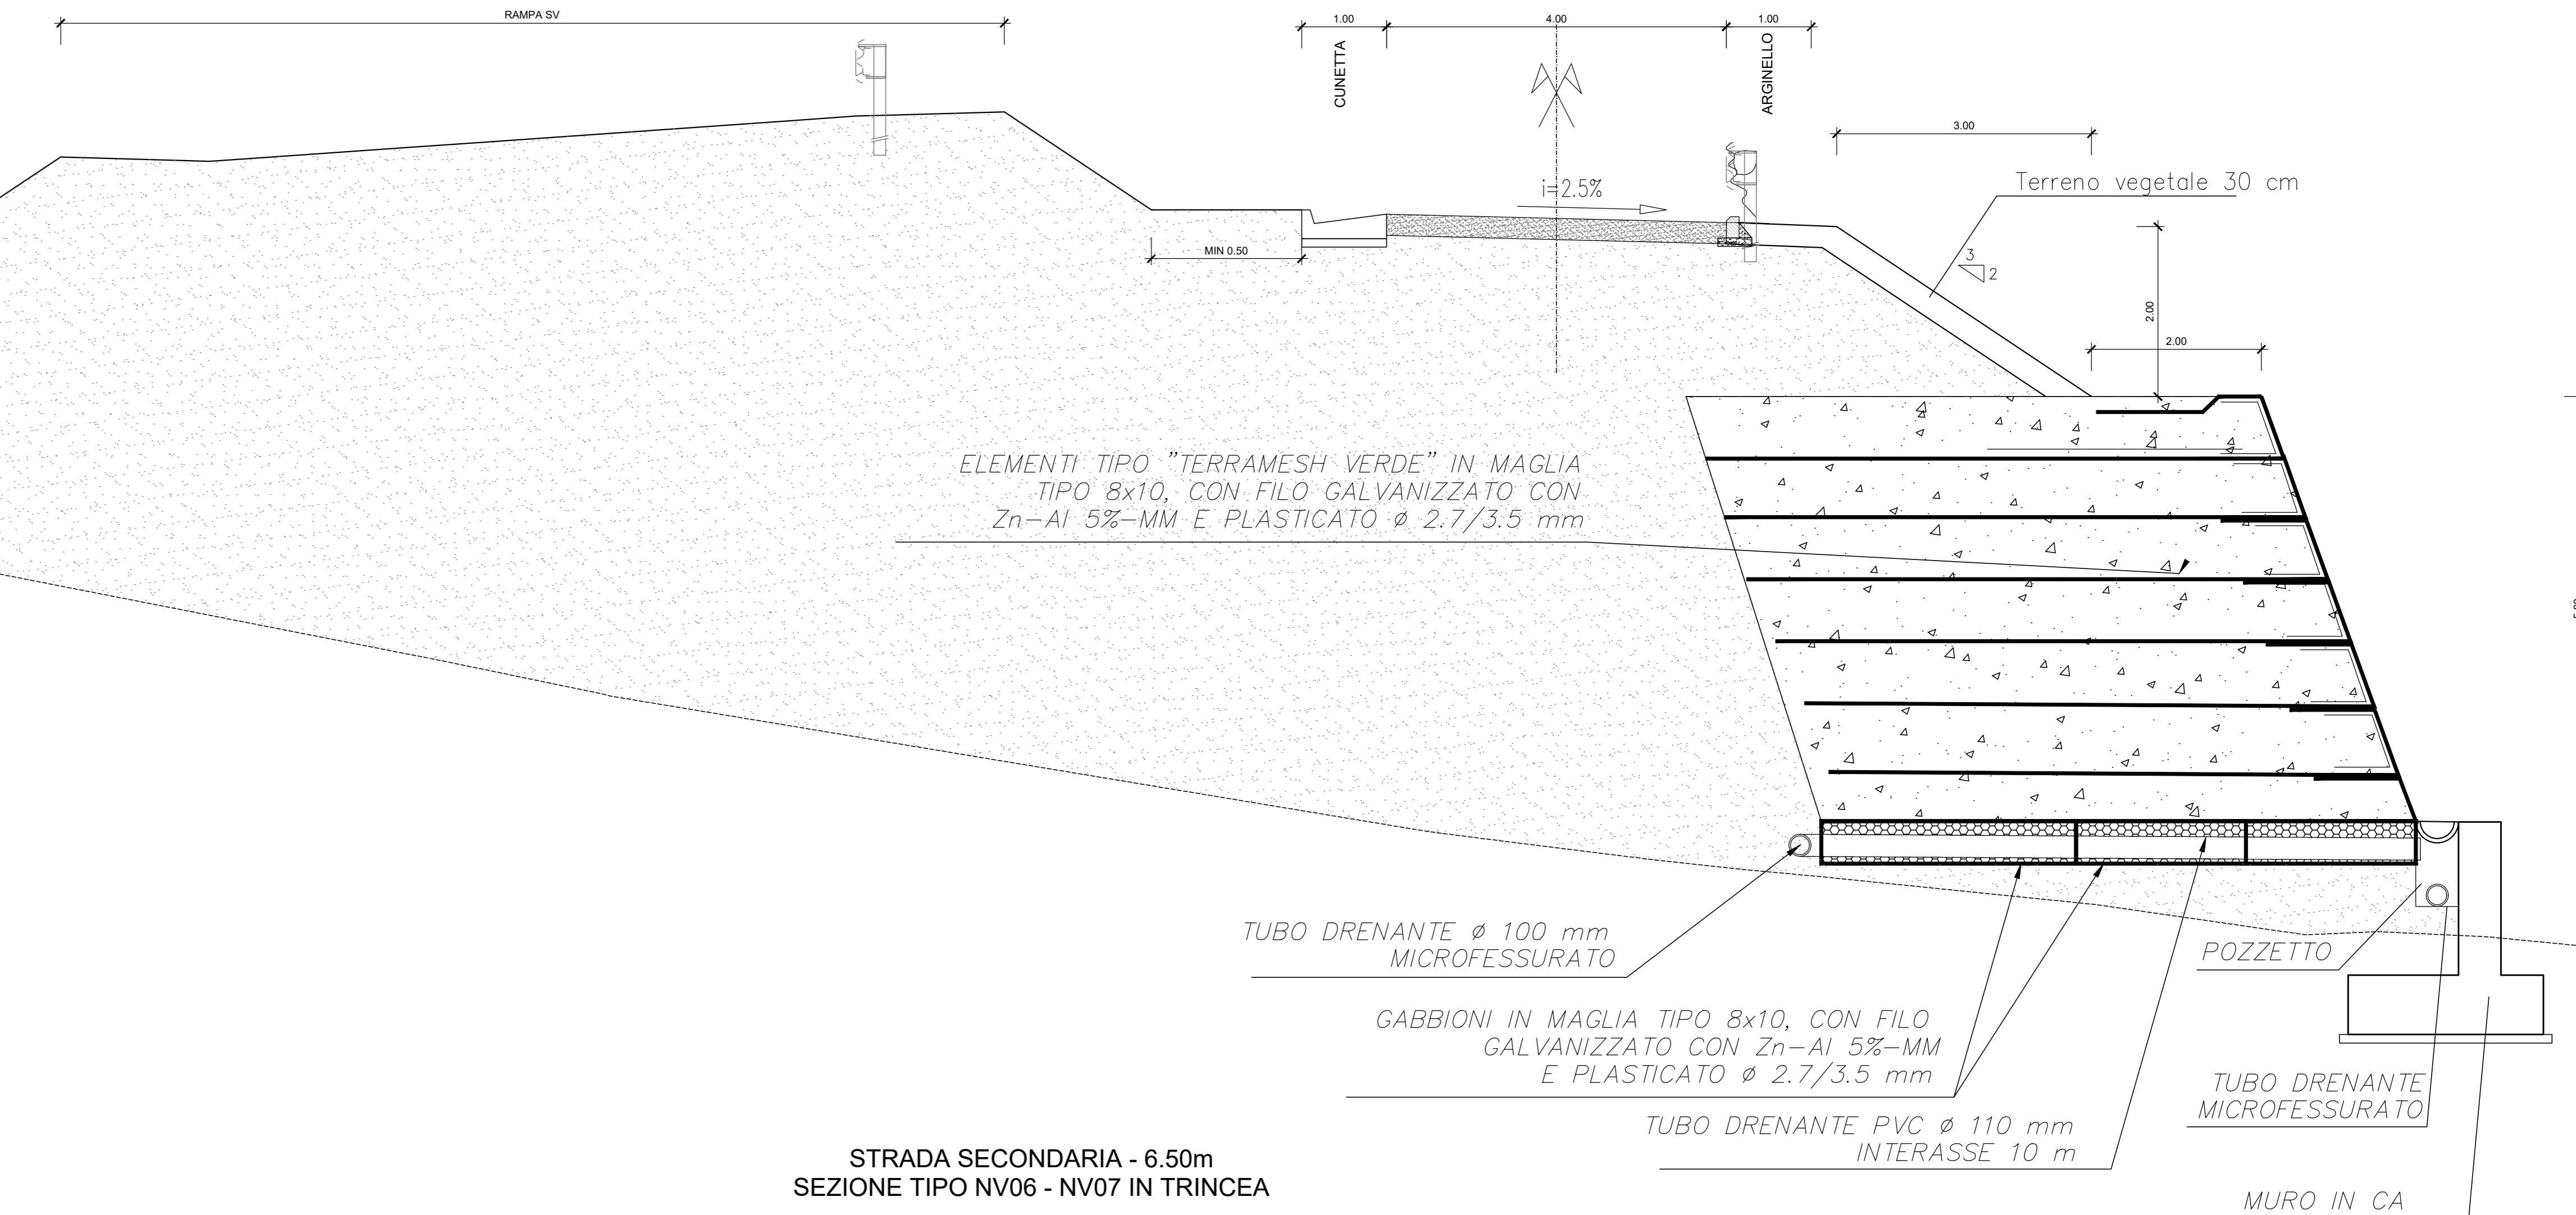 RAMPA SV
1.00
4.00
1.00
CUNETTA
ARGINELLO
3.00
Terreno vegetale 30 cm
i=2.5%
MIN 0.50
3
2
2.00
2.00
5.00
ELEMENTI TIPO "TERRAMESH VERDE" IN MAGLIA
TIPO 8x10, CON FILO GALVANIZZATO CON
Zn-Al 5%-MM E PLASTICATO ø 2.7/3.5 mm
TUBO DRENANTE ø 100 mm
MICROFESSURATO
POZZETTO
GABBIONI IN MAGLIA TIPO 8x10, CON FILO
GALVANIZZATO CON Zn-Al 5%-MM
E PLASTICATO ø 2.7/3.5 mm
TUBO DRENANTE
MICROFESSURATO
TUBO DRENANTE PVC ø 110 mm
INTERASSE 10 m
STRADA SECONDARIA - 6.50m
SEZIONE TIPO NV06 - NV07 IN TRINCEA
MURO IN CA